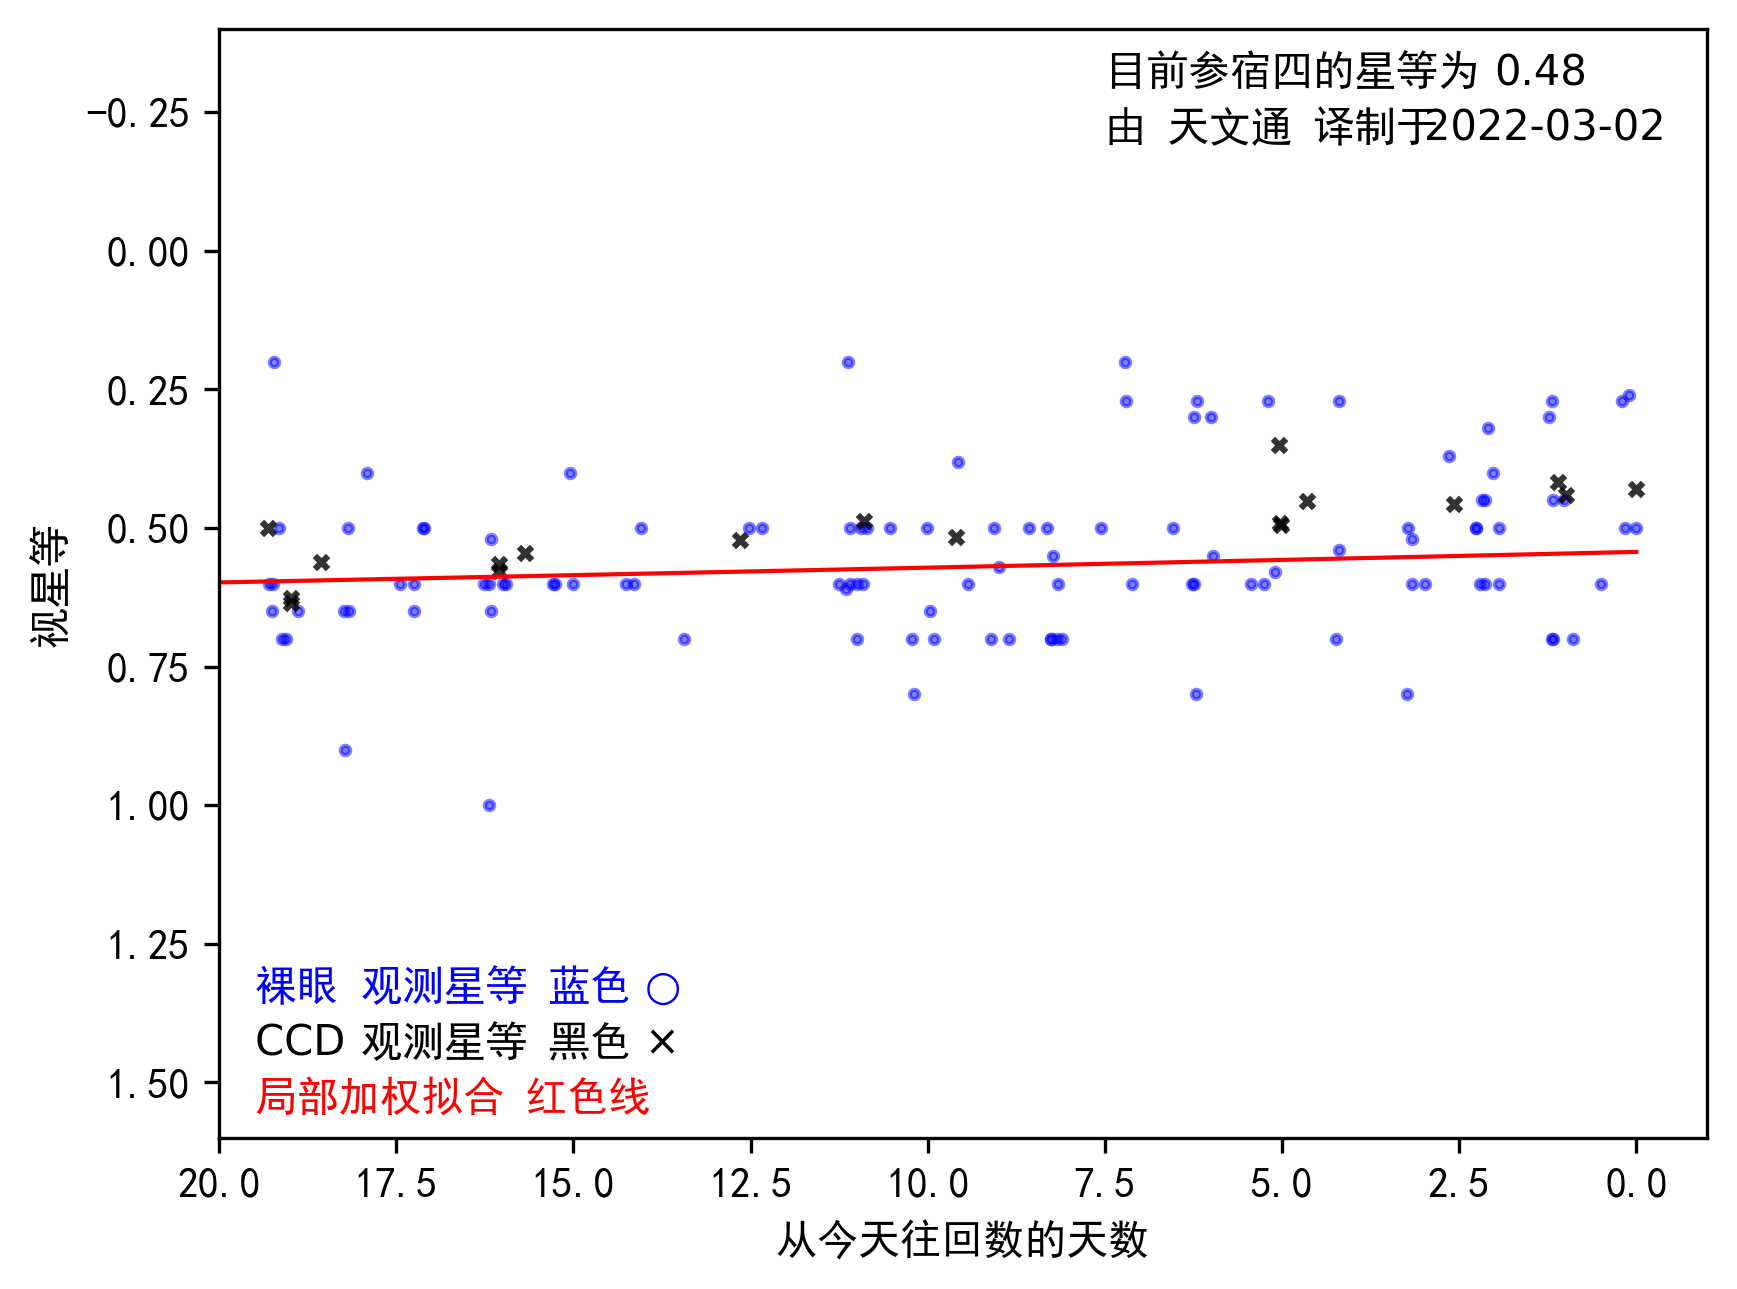 目前参宿四的星等为 0.48
由 天文通 译制于2022-03-02
−0.25
0.00
0.25
0.50
0.75
1.00
1.25
1.50
视星等
裸眼 观测星等 蓝色 ○
CCD 观测星等 黑色 ×
局部加权拟合 红色线
20.0 17.5 15.0 12.5 10.0 7.5 5.0 2.5 0.0
从今天往回数的天数